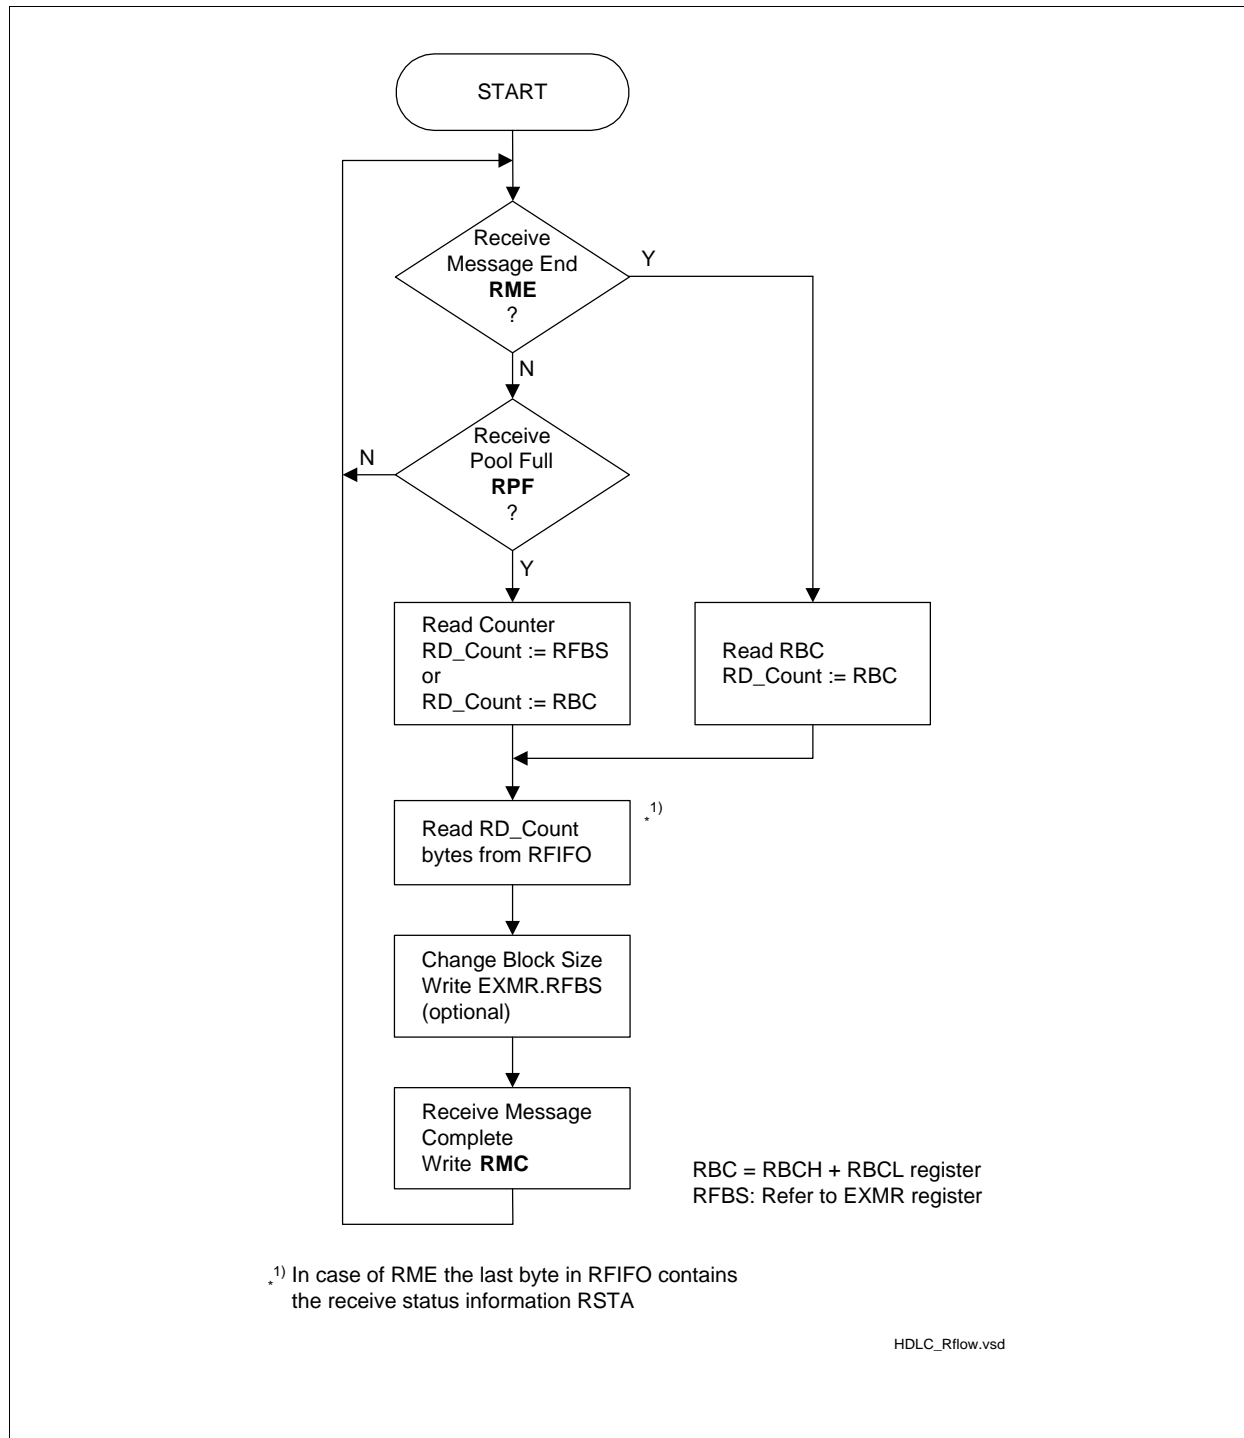 START
Receive
Message End
RME
?
Y
N
Receive
Pool Full
RPF
?
N
Y
Read Counter
RD_Count := RFBS
or
RD_Count := RBC
Read RBC
RD_Count := RBC
Read RD_Count
bytes from RFIFO
*1)
Change Block Size
Write EXMR.RFBS
(optional)
Receive Message
Complete
Write RMC
RBC = RBCH + RBCL register
RFBS: Refer to EXMR register
*1) In case of RME the last byte in RFIFO contains
the receive status information RSTA
HDLC_Rflow.vsd